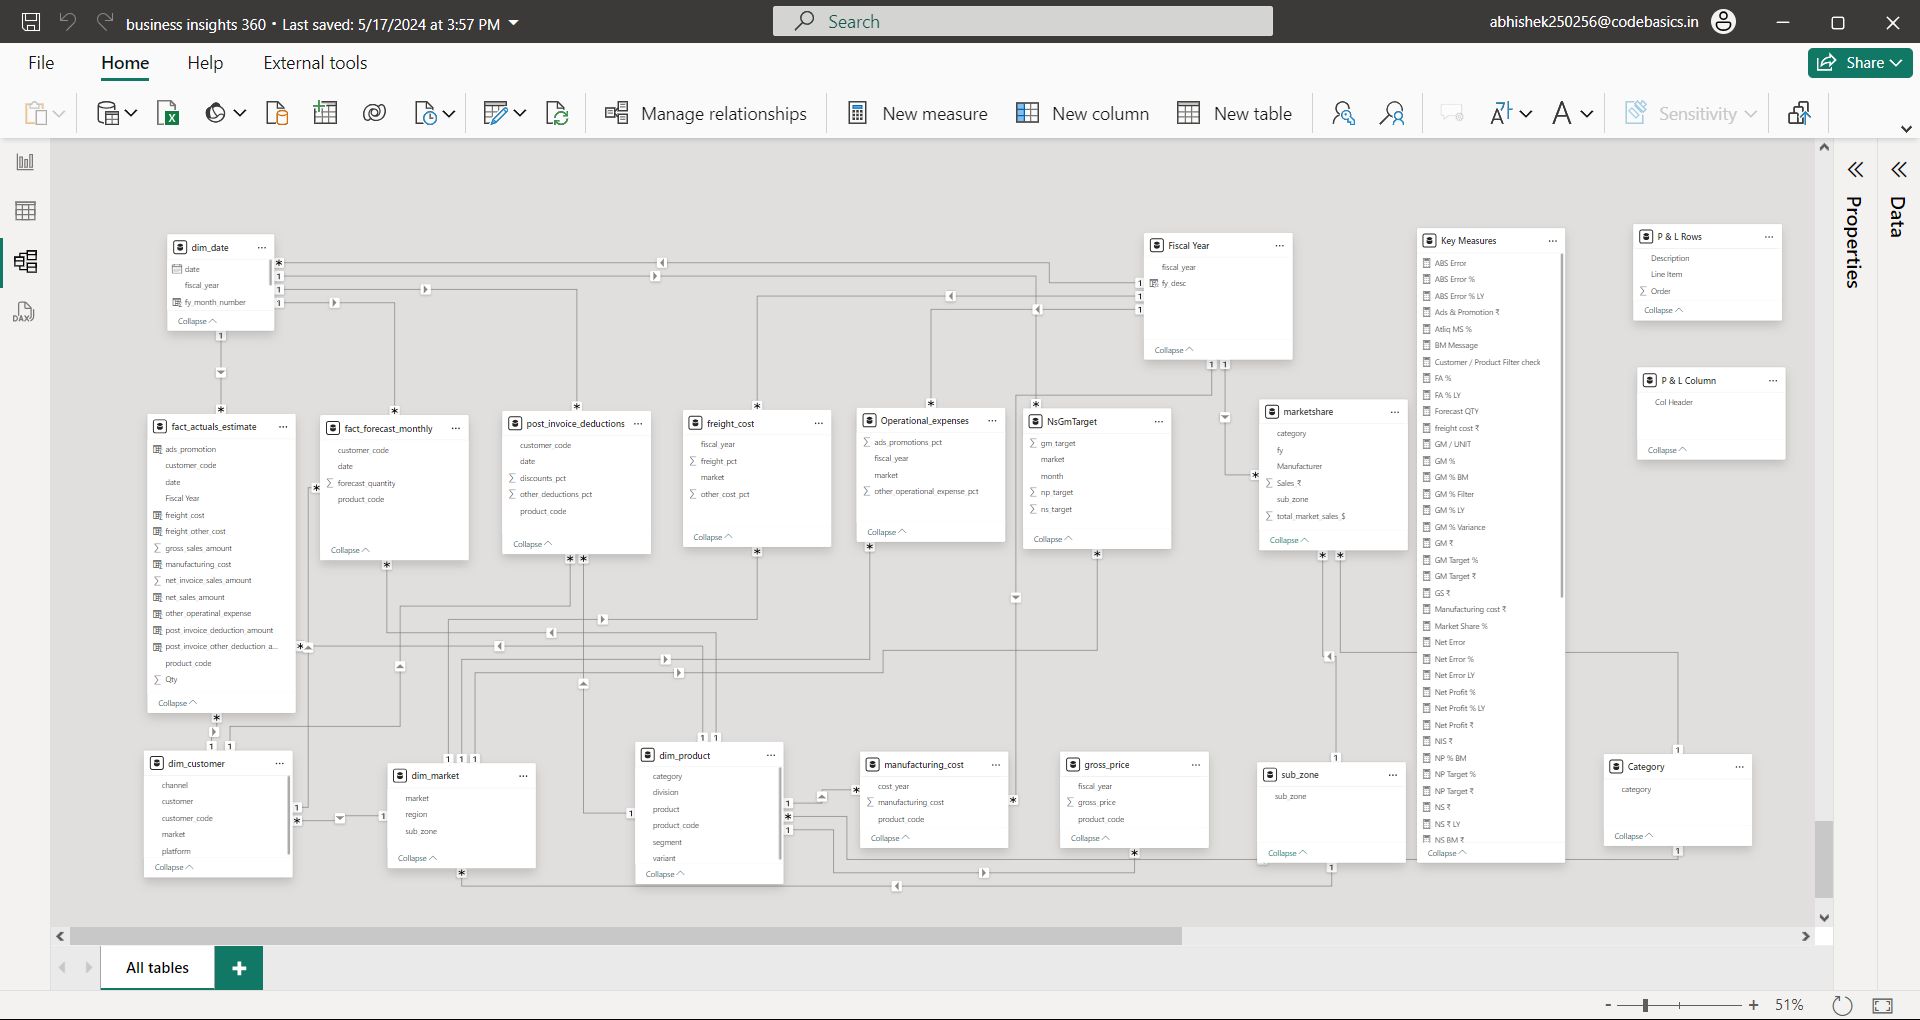 business insights 360 • Last saved: 5/17/2024 at 3:57 PM
Search
abhishek250256@codebasics.in
File
Home
Help
External tools
Share
Manage relationships
New measure
New column
New table
Sensitivity
Properties
Data
dim_date
date
fiscal_year
fy_month_number
Collapse
Fiscal Year
fiscal_year
fy_desc
Collapse
Key Measures
ABS Error
ABS Error %
ABS Error % LY
Ads & Promotion ₹
Atliq MS %
BM Message
Customer / Product Filter check
FA %
FA % LY
Forecast QTY
freight cost ₹
GM / UNIT
GM %
GM % BM
GM % Filter
GM % LY
GM % Variance
GM ₹
GM Target %
GM Target ₹
GS ₹
Manufacturing cost ₹
Market Share %
Net Error
Net Error %
Net Error LY
Net Profit %
Net Profit % LY
Net Profit ₹
NIS ₹
NP % BM
NP Target %
NP Target ₹
NS ₹
NS ₹ LY
NS BM ₹
Collapse
P & L Rows
Description
Line Item
Order
Collapse
P & L Column
Col Header
Collapse
fact_actuals_estimate
ads_promotion
customer_code
date
Fiscal Year
freight_cost
freight_other_cost
gross_sales_amount
manufacturing_cost
net_invoice_sales_amount
net_sales_amount
other_operatinal_expense
post_invoice_deduction_amount
post_invoice_other_deduction_a...
product_code
Qty
Collapse
fact_forecast_monthly
customer_code
date
forecast_quantity
product_code
Collapse
post_invoice_deductions
customer_code
date
discounts_pct
other_deductions_pct
product_code
Collapse
freight_cost
fiscal_year
freight_pct
market
other_cost_pct
Collapse
Operational_expenses
ads_promotions_pct
fiscal_year
market
other_operational_expense_pct
Collapse
NsGmTarget
gm_target
market
month
np_target
ns_target
Collapse
marketshare
category
fy
Manufacturer
Sales ₹
sub_zone
total_market_sales_$
Collapse
dim_customer
channel
customer
customer_code
market
platform
Collapse
dim_market
market
region
sub_zone
Collapse
dim_product
category
division
product
product_code
segment
variant
Collapse
manufacturing_cost
cost_year
manufacturing_cost
product_code
Collapse
gross_price
fiscal_year
gross_price
product_code
Collapse
sub_zone
sub_zone
Collapse
Category
category
Collapse
All tables
51%